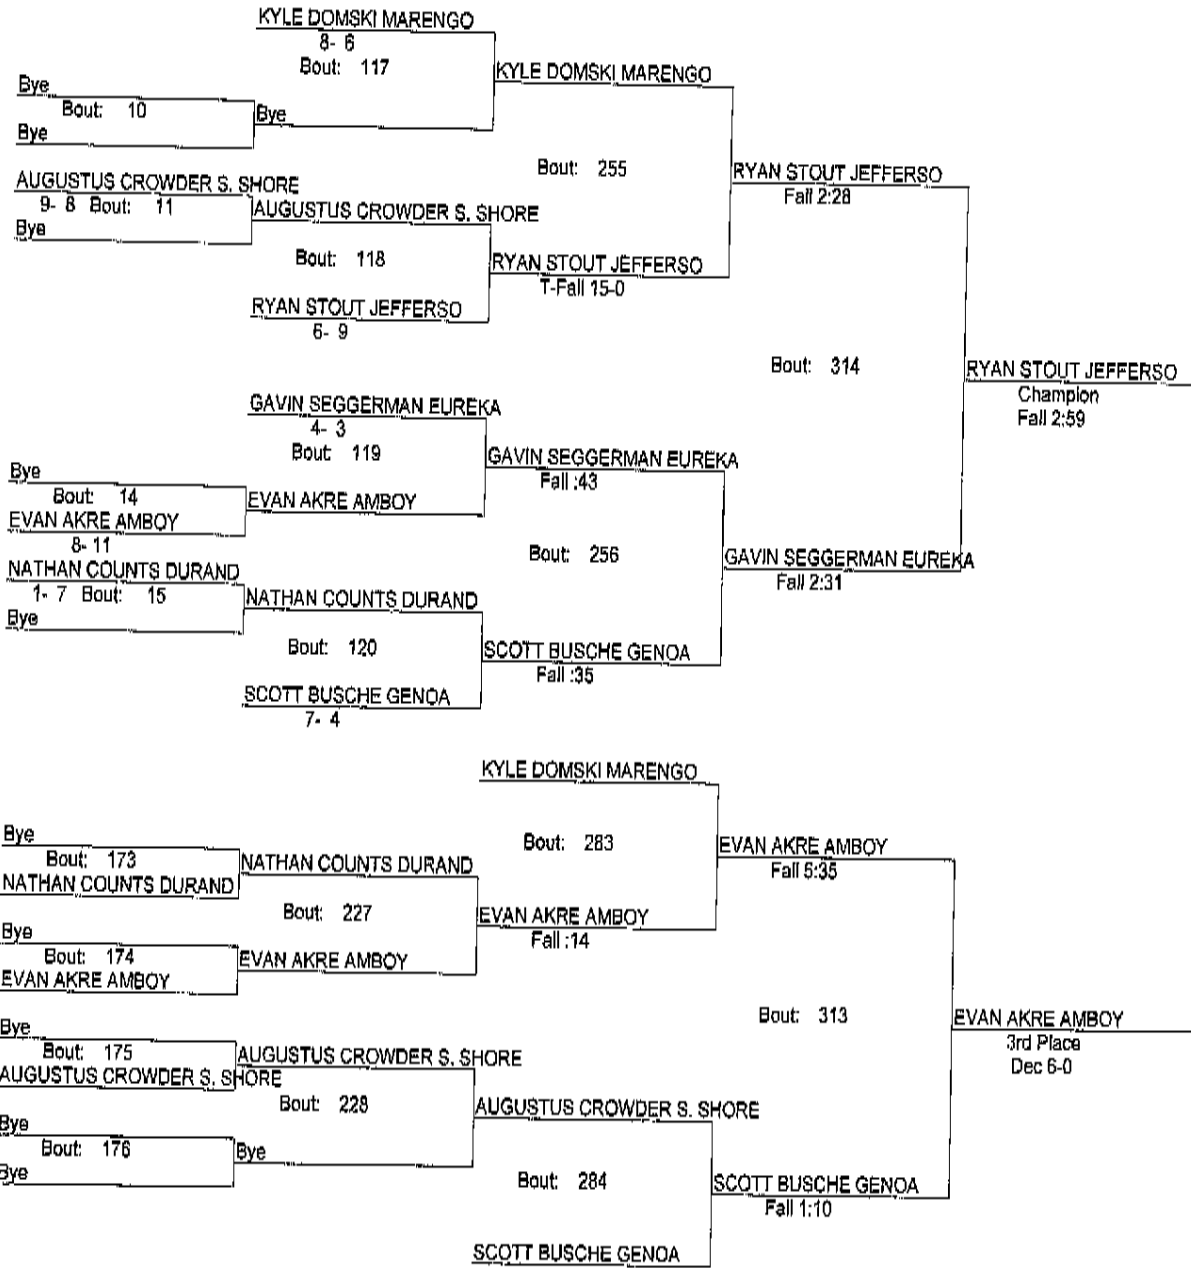 KYLE DOMSKI MARENGO
8- 6
Bout: 117
KYLE DOMSKI MARENGO
Bye
Bout: 10
Bye
Bye
Bout: 255
RYAN STOUT JEFFERSO
Fall 2:28
AUGUSTUS CROWDER S. SHORE
9- 8 Bout: 11
AUGUSTUS CROWDER S. SHORE
Bye
Bout: 118
RYAN STOUT JEFFERSO
T-Fall 15-0
RYAN STOUT JEFFERSO
6- 9
Bout: 314
RYAN STOUT JEFFERSO
Champion
Fall 2:59
GAVIN SEGGERMAN EUREKA
4- 3
Bout: 119
GAVIN SEGGERMAN EUREKA
Fall :43
Bye
Bout: 14
EVAN AKRE AMBOY
EVAN AKRE AMBOY
8- 11
Bout: 256
GAVIN SEGGERMAN EUREKA
Fall 2:31
NATHAN COUNTS DURAND
1- 7 Bout: 15
NATHAN COUNTS DURAND
Bye
Bout: 120
SCOTT BUSCHE GENOA
Fall :35
SCOTT BUSCHE GENOA
7- 4
KYLE DOMSKI MARENGO
Bout: 283
EVAN AKRE AMBOY
Fall 5:35
Bye
Bout: 173
NATHAN COUNTS DURAND
NATHAN COUNTS DURAND
Bout: 227
EVAN AKRE AMBOY
Fall :14
Bye
Bout: 174
EVAN AKRE AMBOY
EVAN AKRE AMBOY
Bout: 313
EVAN AKRE AMBOY
3rd Place
Dec 6-0
Bye
Bout: 175
AUGUSTUS CROWDER S. SHORE
AUGUSTUS CROWDER S. SHORE
Bout: 228
AUGUSTUS CROWDER S. SHORE
Bye
Bout: 176
Bye
Bye
Bout: 284
SCOTT BUSCHE GENOA
Fall 1:10
SCOTT BUSCHE GENOA